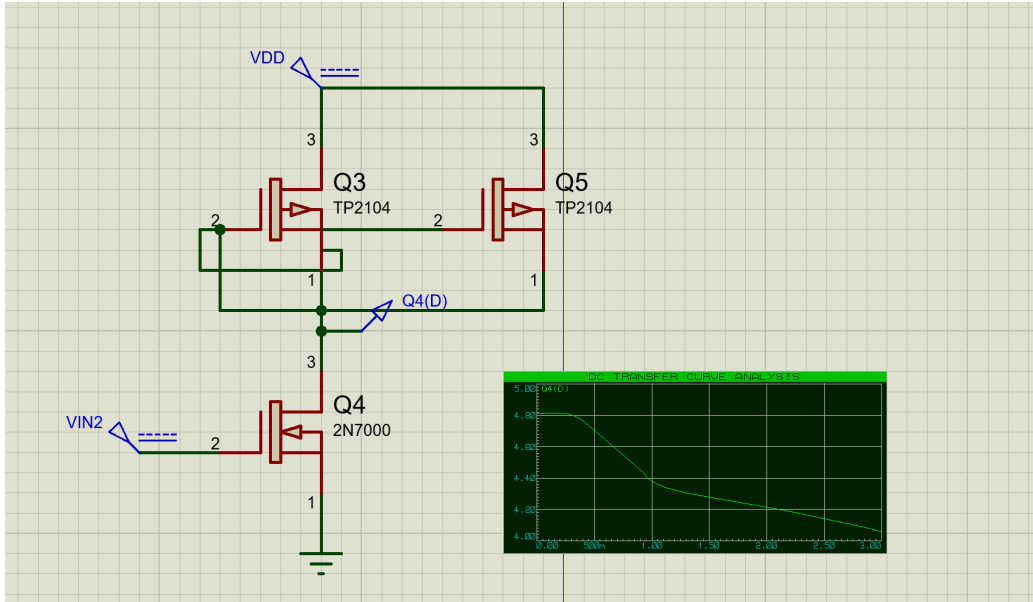 VDD
3
3
Q3
TP2104
Q5
TP2104
2
2
1
1
Q4(D)
3
Q4
2N7000
VIN2
2
1
DC TRANSFER CURVE ANALYSIS
5.00
Q4(D)
4.80
4.60
4.40
4.20
4.00
0.00 500m 1.00 1.50 2.00 2.50 3.00